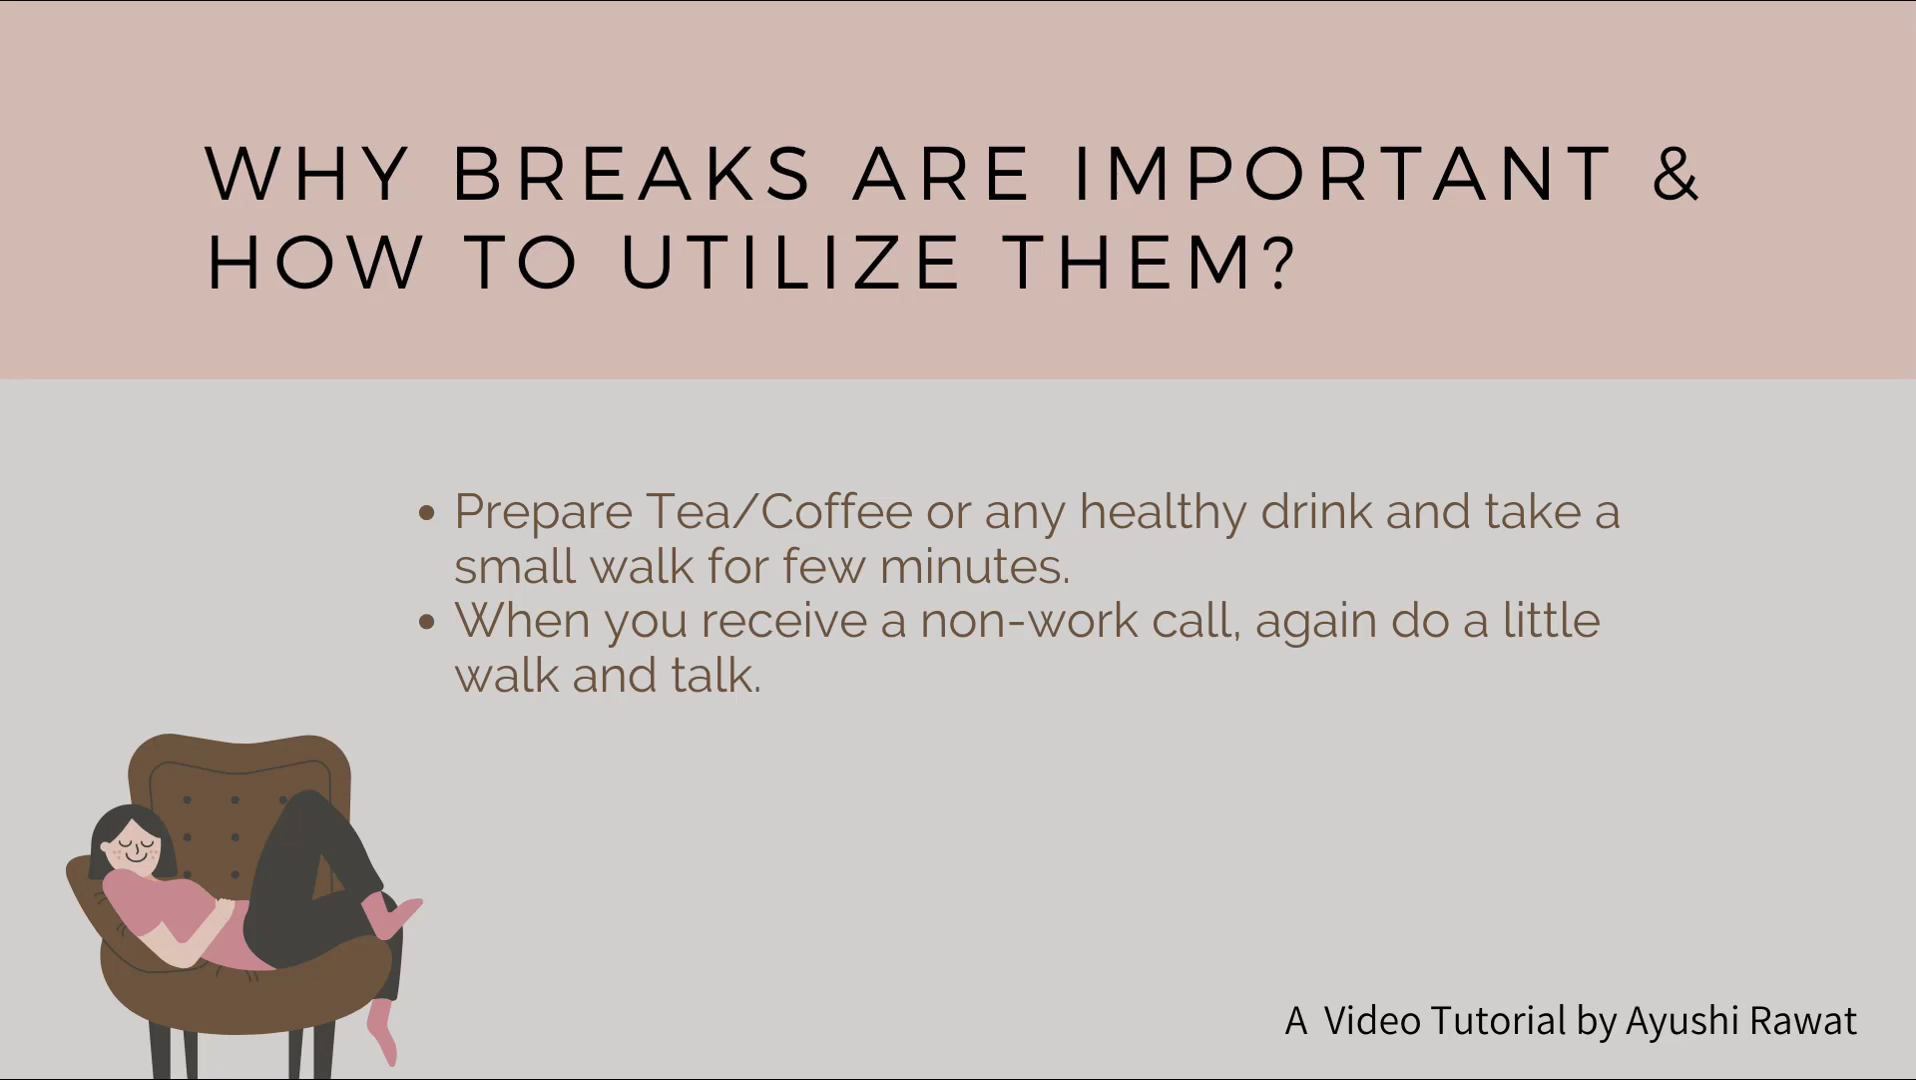 WHY BREAKS ARE IMPORTANT &
HOW TO UTILIZE THEM?
• Prepare Tea/Coffee or any healthy drink and take a
small walk for few minutes.
• When you receive a non-work call, again do a little
walk and talk.
A Video Tutorial by Ayushi Rawat